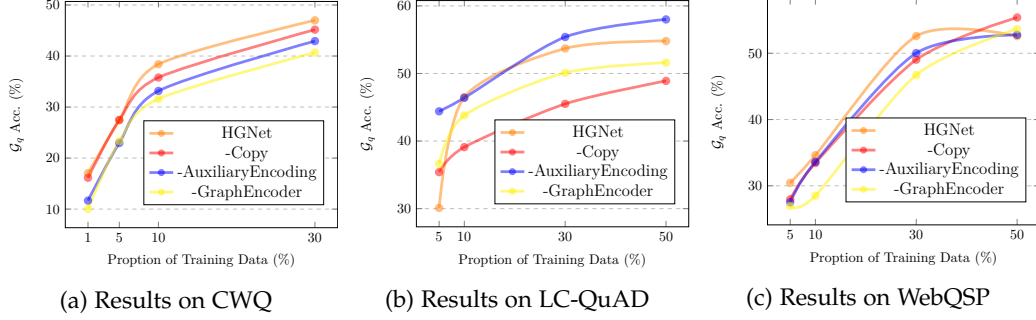 50
40
30
20
10
1
5
10
30
𝒢q Acc. (%)
Proption of Training Data (%)
HGNet
-Copy
-AuxiliaryEncoding
-GraphEncoder
(a) Results on CWQ
60
50
40
30
5
10
30
50
𝒢q Acc. (%)
Proption of Training Data (%)
HGNet
-Copy
-AuxiliaryEncoding
-GraphEncoder
(b) Results on LC-QuAD
50
40
30
5
10
30
50
𝒢q Acc. (%)
Proption of Training Data (%)
HGNet
-Copy
-AuxiliaryEncoding
-GraphEncoder
(c) Results on WebQSP